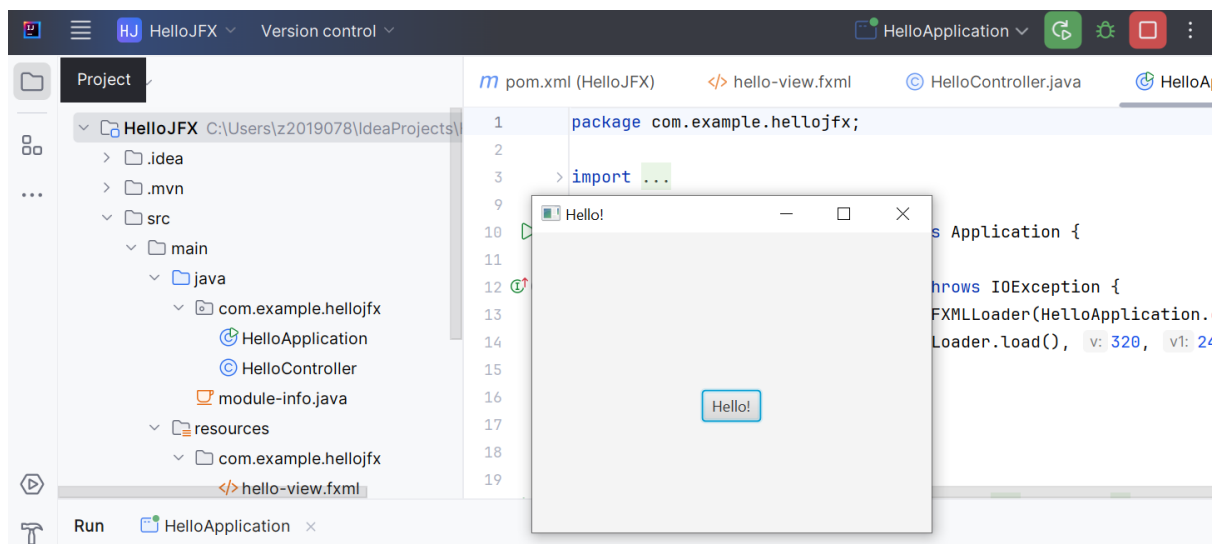 HJ HelloJFX Version control HelloApplication
Project
m pom.xml (HelloJFX) </> hello-view.fxml © HelloController.java HelloA
HelloJFX C:\Users\z2019078\IdeaProjects\
.idea
.mvn
src
main
java
com.example.hellojfx
HelloApplication
© HelloController
module-info.java
resources
com.example.hellojfx
</> hello-view.fxml
1 package com.example.hellojfx;
2
3 import ...
9
10 s Application {
11
12 hrows IOException {
13 FXMLLoader(HelloApplication.
14 Loader.load(), v: 320, v1: 24
15
16
17
18
19
Hello!
Hello!
Run HelloApplication ×